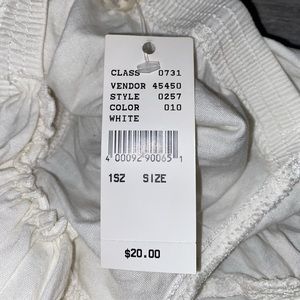 CLASS 0731
VENDOR 45450
STYLE 0257
COLOR 010
WHITE
4 00092 90065 1
1SZ SIZE
$20.00